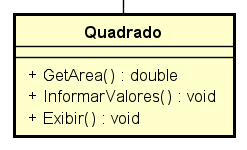 Quadrado
+ GetArea() : double
+ InformarValores() : void
+ Exibir() : void